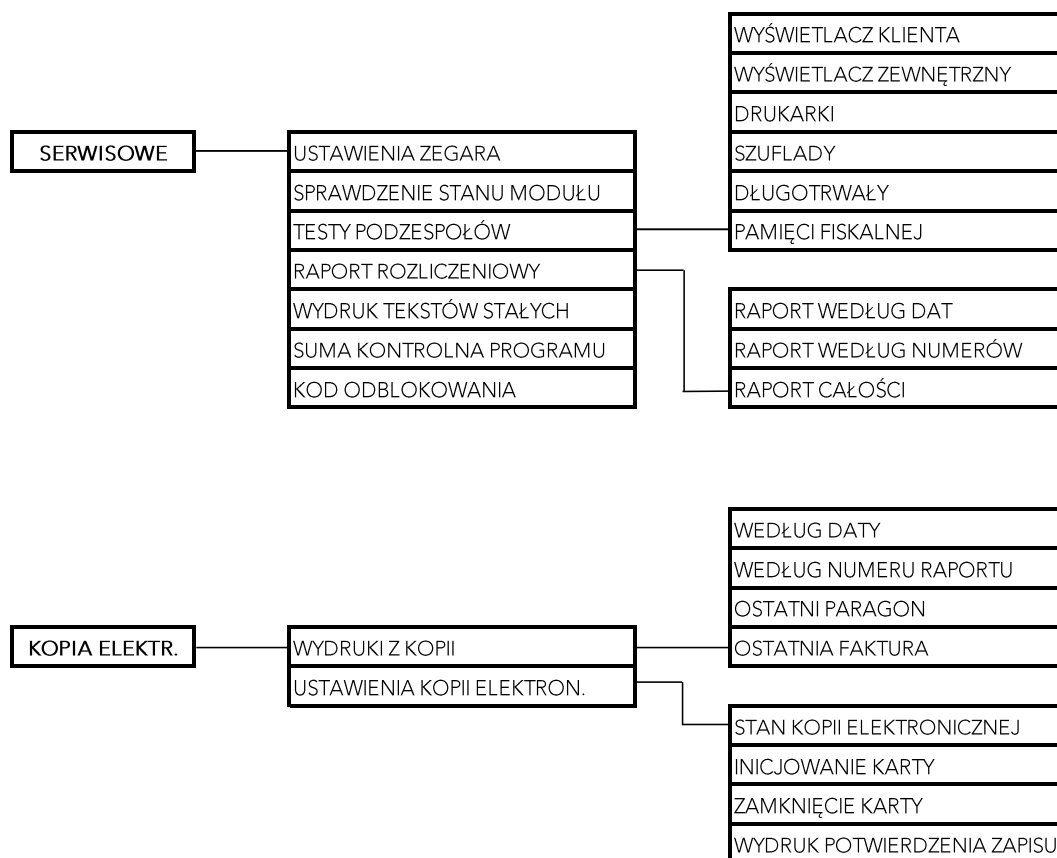 SERWISOWE
USTAWIENIA ZEGARA
SPRAWDZENIE STANU MODUŁU
TESTY PODZESPOŁÓW
RAPORT ROZLICZENIOWY
WYDRUK TEKSTÓW STAŁYCH
SUMA KONTROLNA PROGRAMU
KOD ODBLOKOWANIA
WYŚWIETLACZ KLIENTA
WYŚWIETLACZ ZEWNĘTRZNY
DRUKARKI
SZUFLADY
DŁUGOTRWAŁY
PAMIĘCI FISKALNEJ
RAPORT WEDŁUG DAT
RAPORT WEDŁUG NUMERÓW
RAPORT CAŁOŚCI
KOPIA ELEKTR.
WYDRUKI Z KOPII
USTAWIENIA KOPII ELEKTRON.
WEDŁUG DATY
WEDŁUG NUMERU RAPORTU
OSTATNI PARAGON
OSTATNIA FAKTURA
STAN KOPII ELEKTRONICZNEJ
INICJOWANIE KARTY
ZAMKNIĘCIE KARTY
WYDRUK POTWIERDZENIA ZAPISU